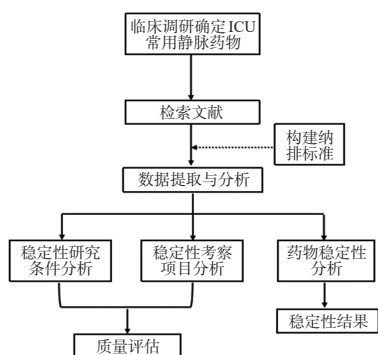 临床调研确定 ICU
常用静脉药物
检索文献
构建纳
排标准
数据提取与分析
稳定性研究
条件分析
稳定性考察
项目分析
药物稳定性
分析
稳定性结果
质量评估